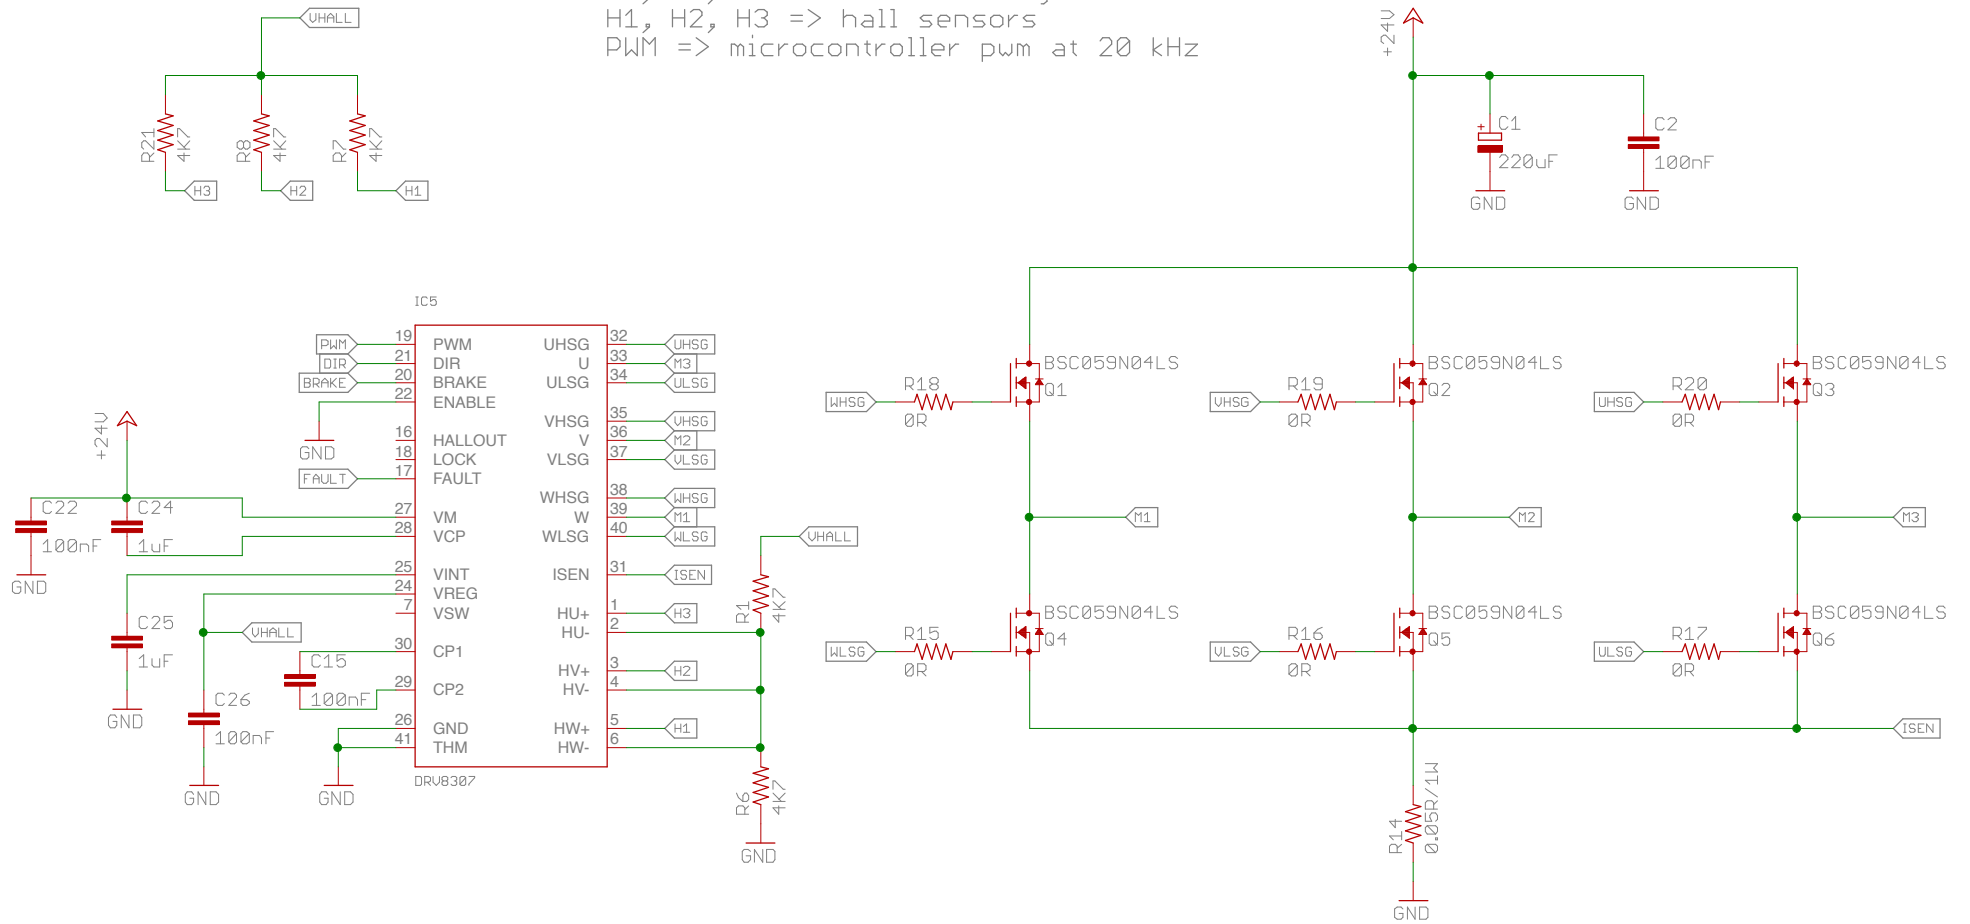 H1, H2, H3 => hall sensors
PWM => microcontroller pwm at 20 kHz
VHALL
R21
4K7
R8
4K7
R7
4K7
H3
H2
H1
+24V
C1
220uF
GND
C2
100nF
GND
IC5
PWM
DIR
BRAKE
GND
FAULT
19 PWM
21 DIR
20 BRAKE
22 ENABLE
16 HALLOUT
18 LOCK
17 FAULT
27 VM
28 VCP
25 VINT
24 VREG
7 VSW
30 CP1
29 CP2
26 GND
41 THM
UHSG 32 UHSG
U 33 M3
ULSG 34 ULSG
VHSG 35 VHSG
V 36 M2
VLSG 37 VLSG
WHSG 38 WHSG
W 39 M1
WLSG 40 WLSG
ISEN 31 ISEN
HU+ 1 H3
HU- 2
HV+ 3 H2
HV- 4
HW+ 5 H1
HW- 6
DRV8307
+24V
C22
100nF
GND
C24
1uF
C25
1uF
GND
VHALL
C26
100nF
GND
C15
100nF
GND
VHALL
R1
4K7
R6
4K7
GND
WHSG
R18
0R
BSC059N04LS
Q1
VHSG
R19
0R
BSC059N04LS
Q2
UHSG
R20
0R
BSC059N04LS
Q3
M1
M2
M3
WLSG
R15
0R
BSC059N04LS
Q4
VLSG
R16
0R
BSC059N04LS
Q5
ULSG
R17
0R
BSC059N04LS
Q6
ISEN
R14
0.05R/1W
GND